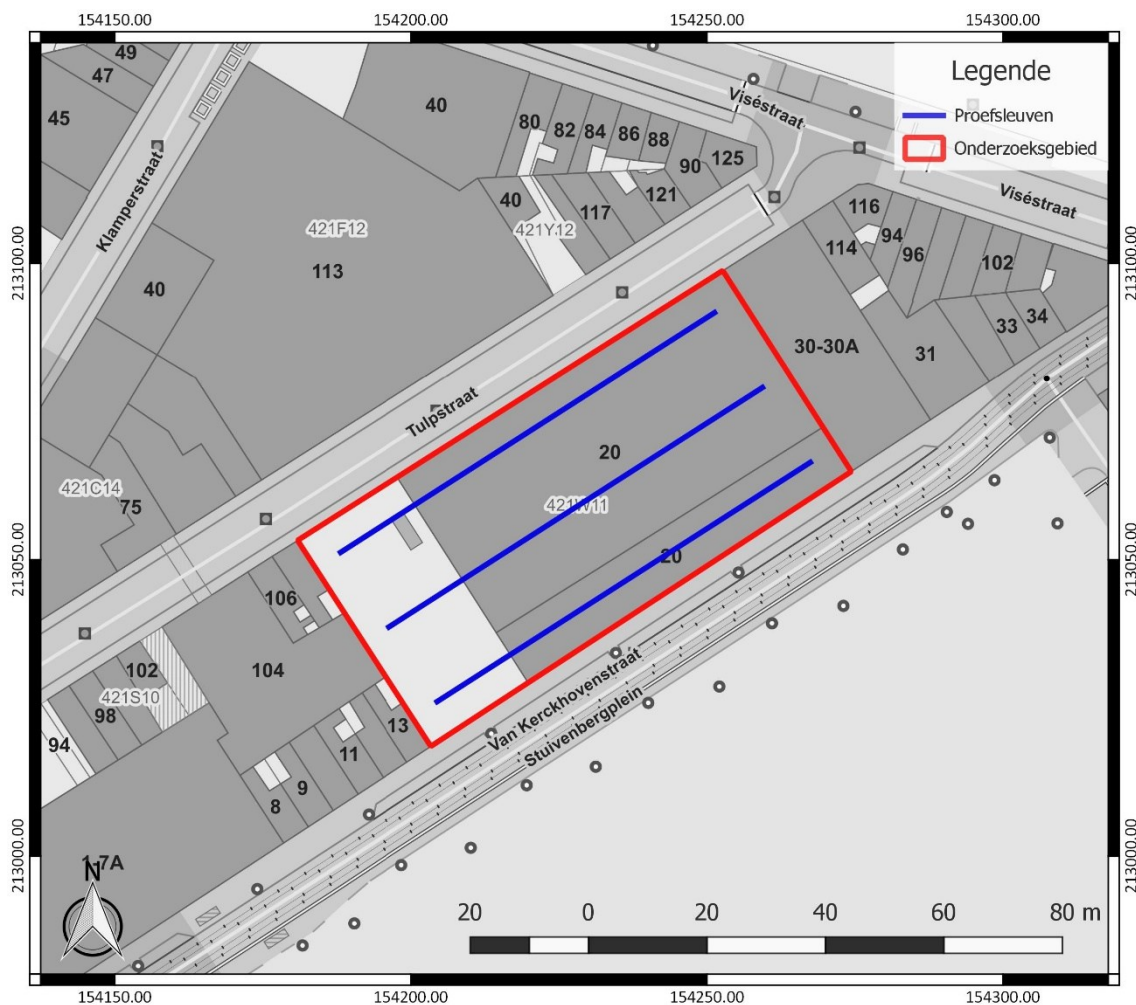 154150.00 154200.00 154250.00 154300.00
Legende
Proefsleuven
Onderzoeksgebied
49
47
45
40
80 82 84 86 88
90 125
Viséstraat
Viséstraat
Klamperstraat
40
117
121
421Y12
421F12
113
116
114
94
96
102
213100.00
213100.00
40
30-30A
31
33
34
Tulpstraat
20
421W11
421C14
75
213050.00
213050.00
20
106
104
102
421S10
98
94
13
11
9
8
Van Kerckhovenstraat
Stuivenbergplein
213000.00
213000.00
1-7A
N
20 0 20 40 60 80 m
154150.00 154200.00 154250.00 154300.00